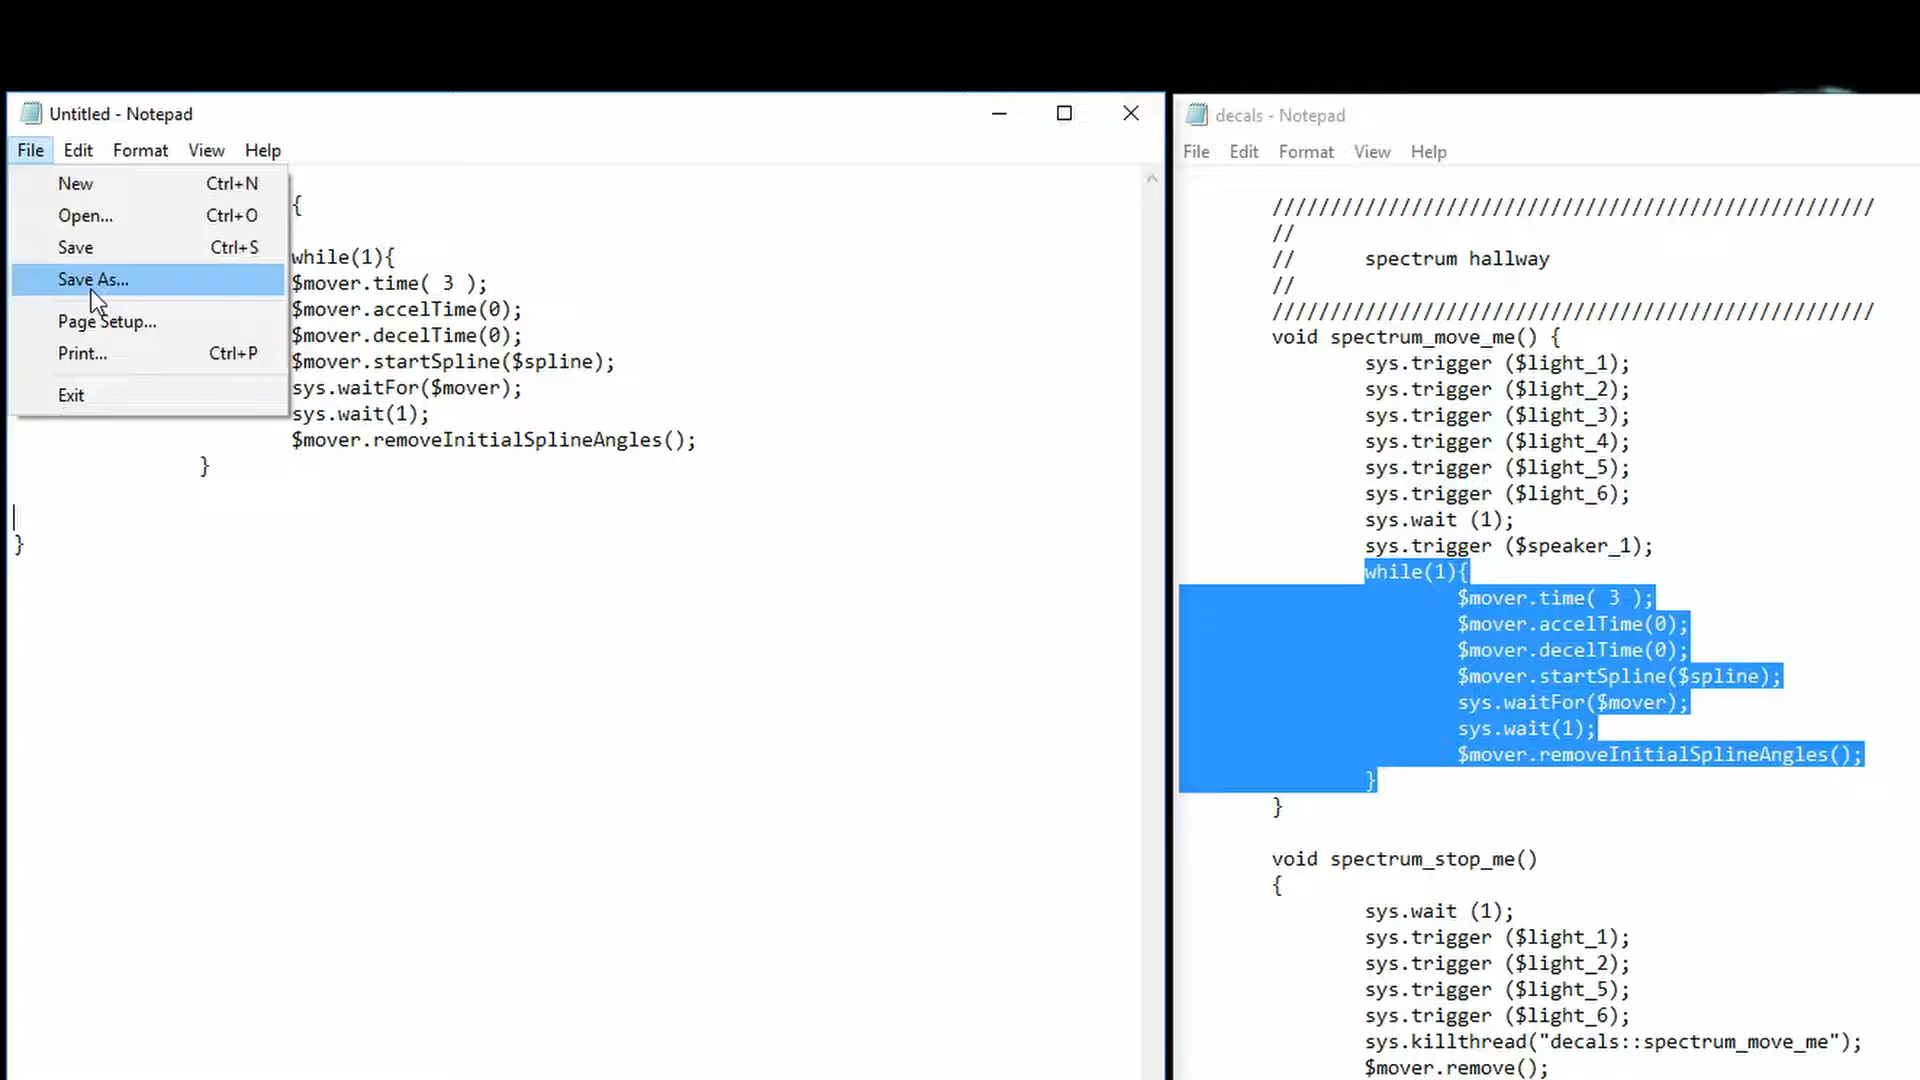 Untitled - Notepad
File Edit Format View Help
New Ctrl+N
Open... Ctrl+O
Save Ctrl+S
Save As...
Page Setup...
Print... Ctrl+P
Exit
{
while(1){
$mover.time( 3 );
$mover.accelTime(0);
$mover.decelTime(0);
$mover.startSpline($spline);
sys.waitFor($mover);
sys.wait(1);
$mover.removeInitialSplineAngles();
}
}
decals - Notepad
File Edit Format View Help
////////////////////////////////////////////////////
//
// spectrum hallway
//
////////////////////////////////////////////////////
void spectrum_move_me() {
sys.trigger ($light_1);
sys.trigger ($light_2);
sys.trigger ($light_3);
sys.trigger ($light_4);
sys.trigger ($light_5);
sys.trigger ($light_6);
sys.wait (1);
sys.trigger ($speaker_1);
while(1){
$mover.time( 3 );
$mover.accelTime(0);
$mover.decelTime(0);
$mover.startSpline($spline);
sys.waitFor($mover);
sys.wait(1);
$mover.removeInitialSplineAngles();
}
}
void spectrum_stop_me()
{
sys.wait (1);
sys.trigger ($light_1);
sys.trigger ($light_2);
sys.trigger ($light_5);
sys.trigger ($light_6);
sys.killthread("decals::spectrum_move_me");
$mover.remove();